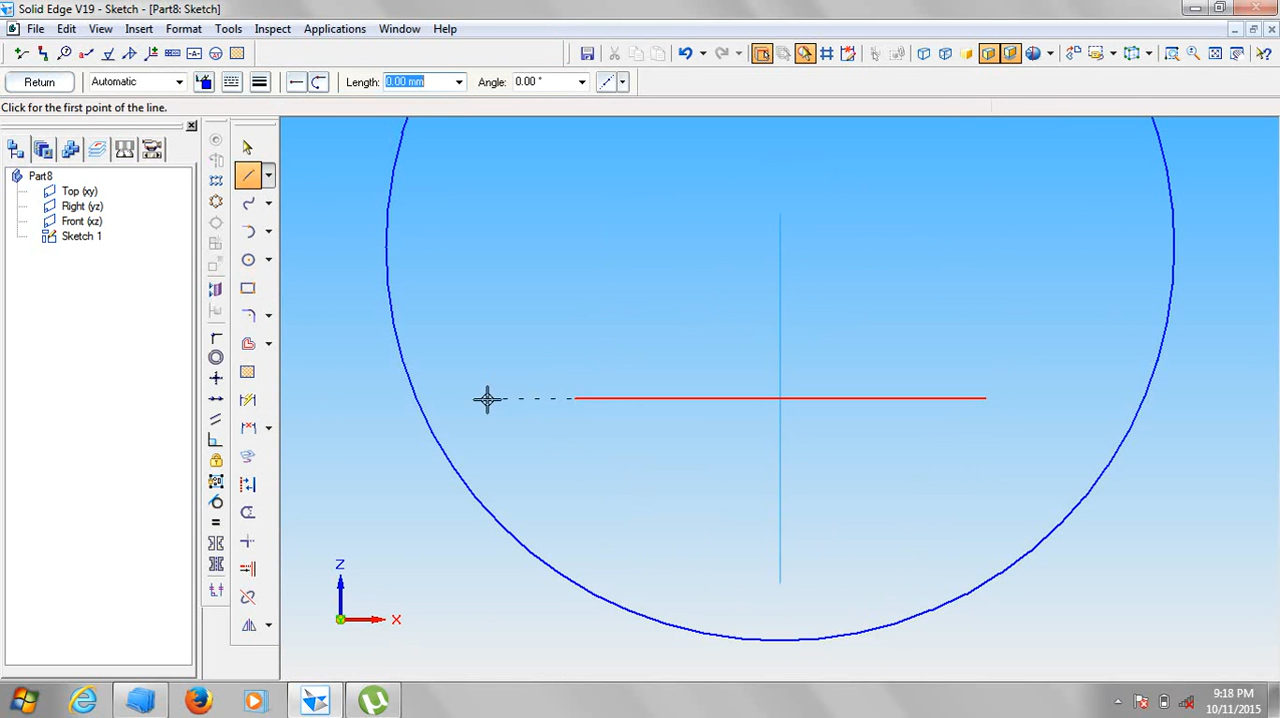 Solid Edge V19 - Sketch - [Part8: Sketch]
File Edit View Insert Format Tools Inspect Applications Window Help
Return Automatic Length: 0.00 mm Angle: 0.00 °
Click for the first point of the line.
Part8
Top (xy)
Right (yz)
Front (xz)
Sketch 1
Z
X
9:18 PM
10/11/2015